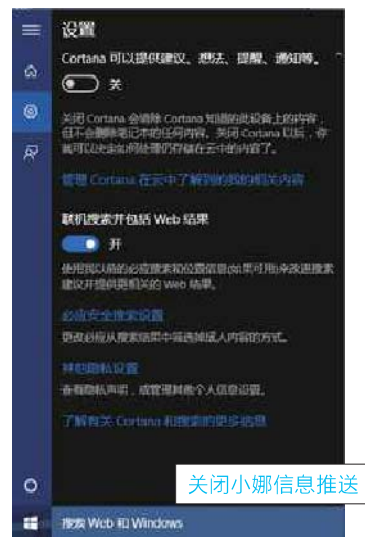 设置
Cortana 可以提供建议、想法、提醒、通知等。
关
关闭 Cortana 会清除 Cortana 知道的此设备上的内容，
但不会删除笔记本的任何内容。关闭 Cortana 以后，你
就可以决定如何处理仍存储在云中的内容了。
管理 Cortana 在云中了解到的我的相关内容
联机搜索并包括 Web 结果
开
使用我以前的必应搜索和位置信息(如果可用)来改进搜索
建议并提供更相关的 Web 结果。
必应安全搜索设置
更改必应从搜索结果中筛选掉成人内容的方式。
其他隐私设置
查看隐私声明，或管理其他个人信息设置。
了解有关 Cortana 和搜索的更多信息
关闭小娜信息推送
搜索 Web 和 Windows